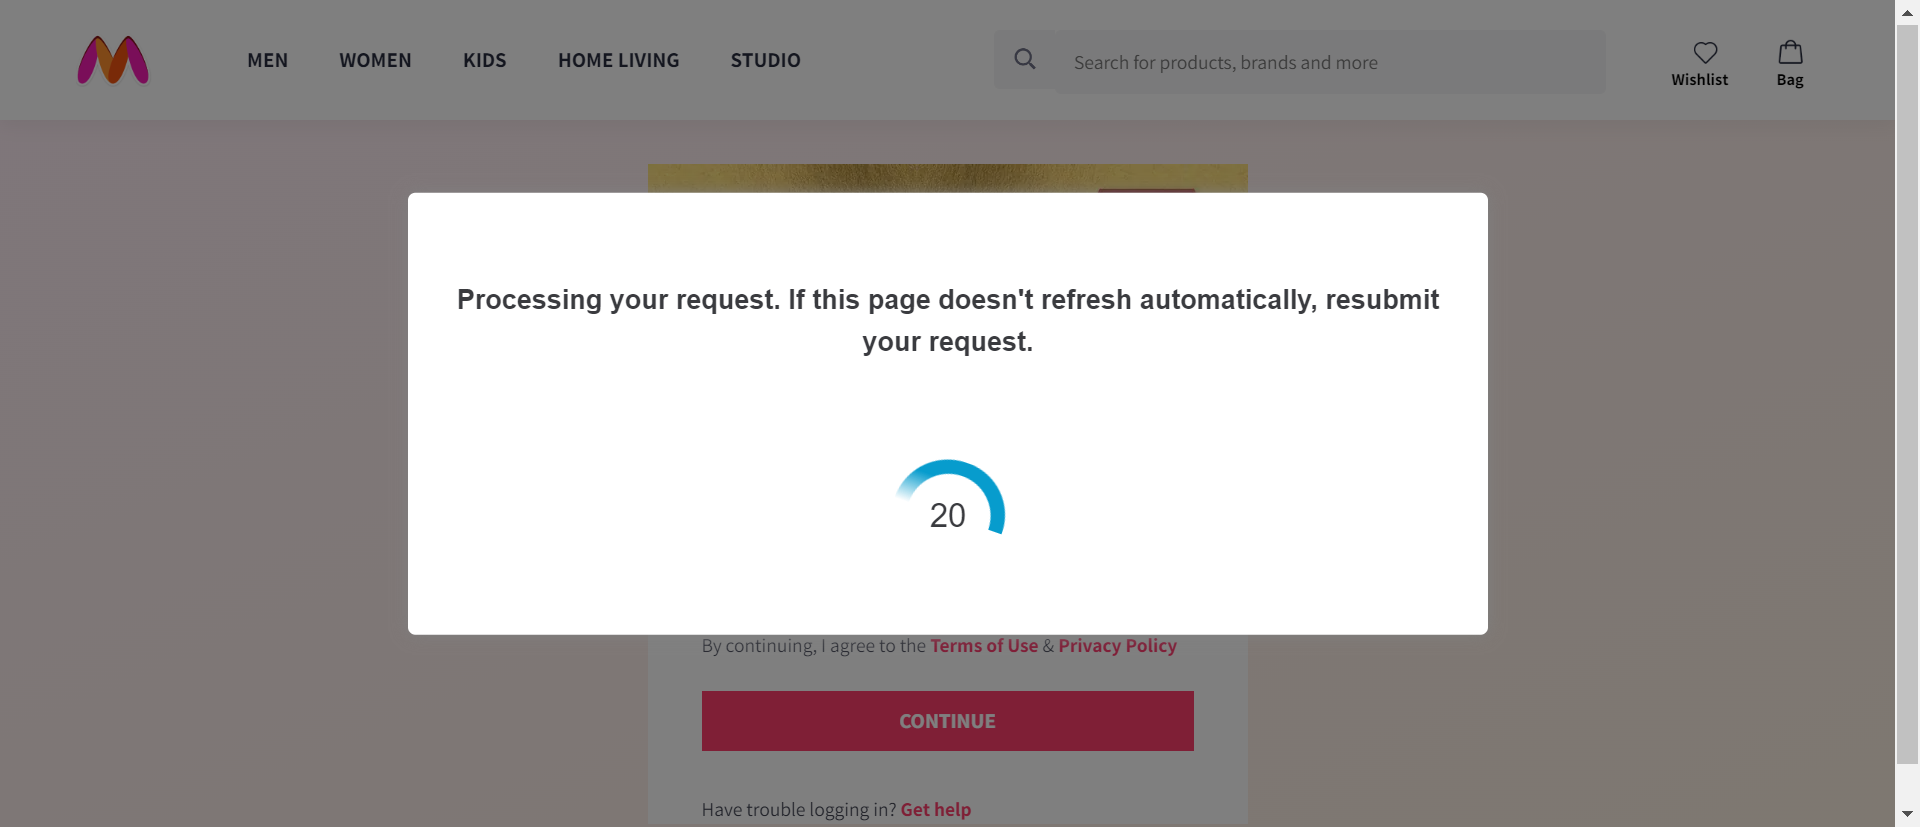 MEN WOMEN KIDS HOME LIVING STUDIO Search for products, brands and more
Wishlist Bag
Processing your request. If this page doesn't refresh automatically, resubmit
your request.
20
By continuing, I agree to the Terms of Use & Privacy Policy
CONTINUE
Have trouble logging in? Get help